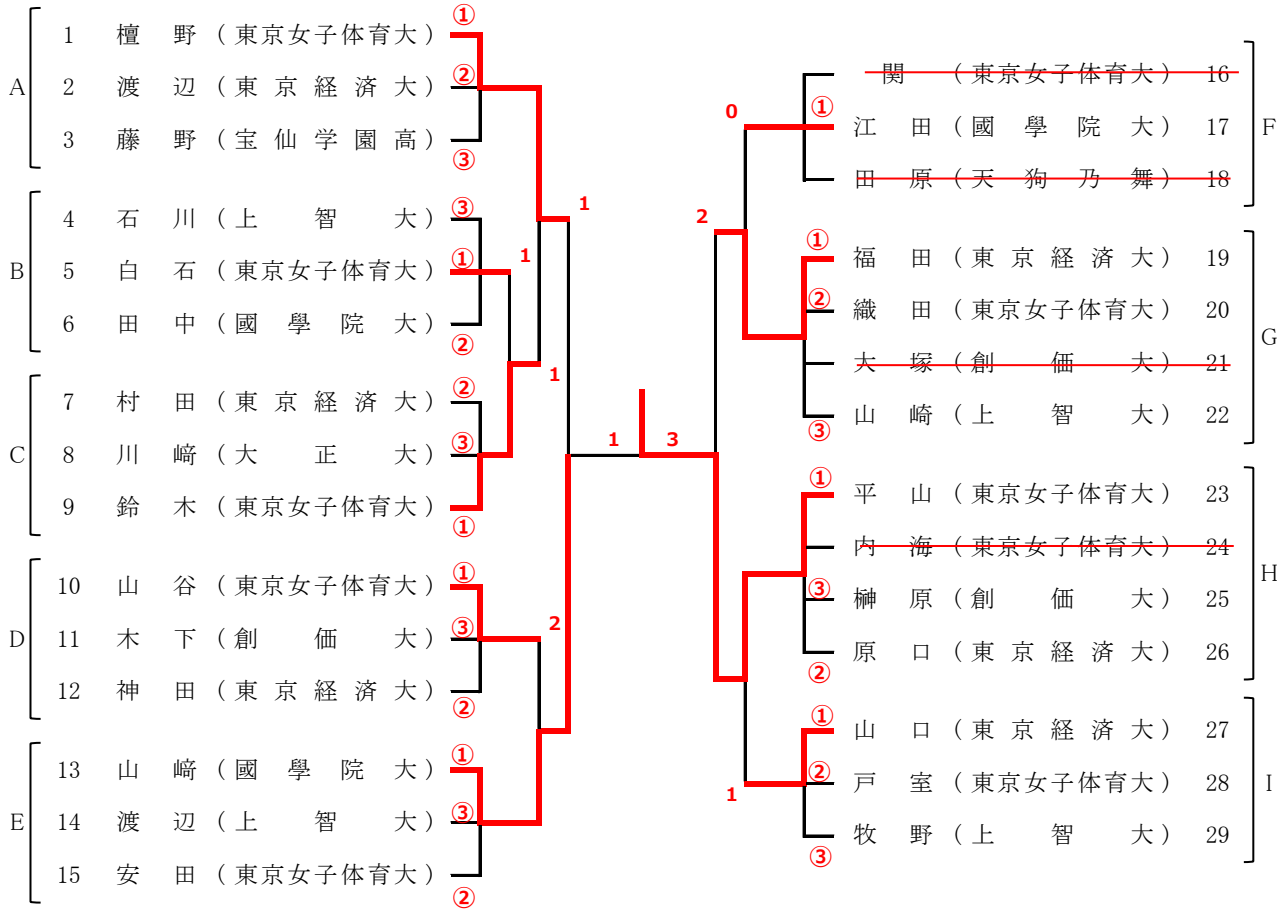 A
1 檀野（東京女子体育大） ①
2 渡辺（東京経済大） ②
3 藤野（宝仙学園高） ③
B
4 石川（上智大） ③
5 白石（東京女子体育大） ①
6 田中（國學院大） ②
C
7 村田（東京経済大） ②
8 川﨑（大正大） ③
9 鈴木（東京女子体育大） ①
D
10 山谷（東京女子体育大） ①
11 木下（創価大） ③
12 神田（東京経済大） ②
E
13 山﨑（國學院大） ①
14 渡辺（上智大） ③
15 安田（東京女子体育大） ②
1
1
1
2
1 3
0
2
1
関（東京女子体育大） 16
① 江田（國學院大） 17
田原（天狗乃舞） 18
F
① 福田（東京経済大） 19
② 織田（東京女子体育大） 20
大塚（創価大） 21
③ 山崎（上智大） 22
G
① 平山（東京女子体育大） 23
内海（東京女子体育大） 24
③ 榊原（創価大） 25
② 原口（東京経済大） 26
H
① 山口（東京経済大） 27
② 戸室（東京女子体育大） 28
③ 牧野（上智大） 29
I